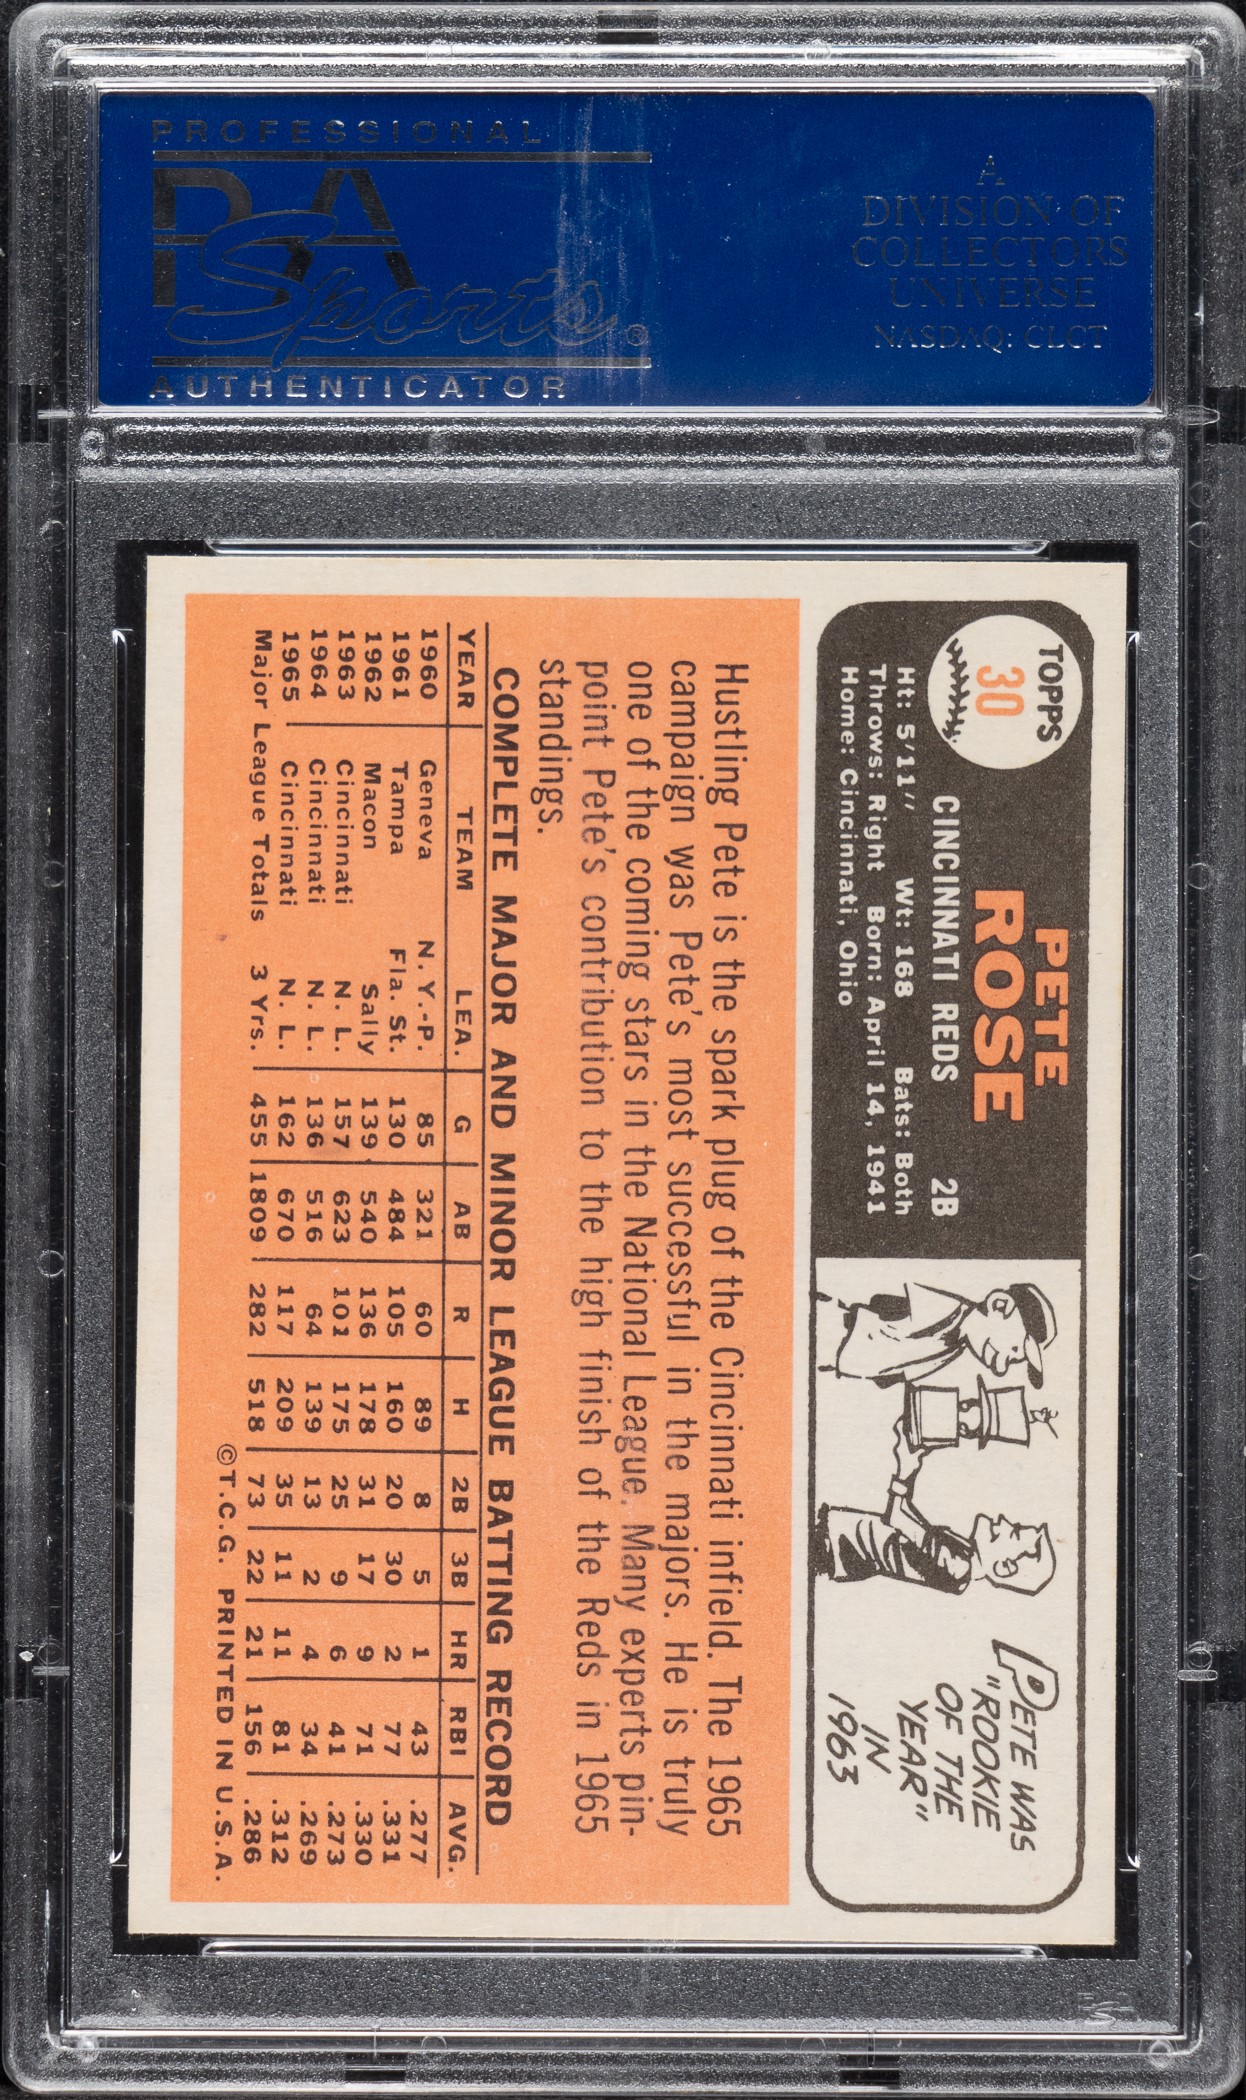 PROFESSIONAL
PSA
Sports®
AUTHENTICATOR
A
DIVISION OF
COLLECTORS
UNIVERSE
NASDAQ: CLCT
TOPPS
30
PETE
ROSE
CINCINNATI REDS 2B
Ht: 5'11" Wt: 168 Bats: Both
Throws: Right Born: April 14, 1941
Home: Cincinnati, Ohio
PETE WAS
"ROOKIE
OF THE
YEAR"
IN
1963
Hustling Pete is the spark plug of the Cincinnati infield. The 1965
campaign was Pete's most successful in the majors. He is truly
one of the coming stars in the National League. Many experts pin-
point Pete's contribution to the high finish of the Reds in 1965
standings.
COMPLETE MAJOR AND MINOR LEAGUE BATTING RECORD
YEAR TEAM LEA. G AB R H 2B 3B HR RBI AVG.
1960 Geneva N. Y.-P. 85 321 60 89 8 5 1 43 .277
1961 Tampa Fla. St. 130 484 105 160 20 30 2 77 .331
1962 Macon Sally 139 540 136 178 31 17 9 71 .330
1963 Cincinnati N. L. 157 623 101 175 25 9 6 41 .273
1964 Cincinnati N. L. 136 516 64 139 13 2 4 34 .269
1965 Cincinnati N. L. 162 670 117 209 35 11 11 81 .312
Major League Totals 3 Yrs. 455 1809 282 518 73 22 21 156 .286
©T.C.G. PRINTED IN U.S.A.